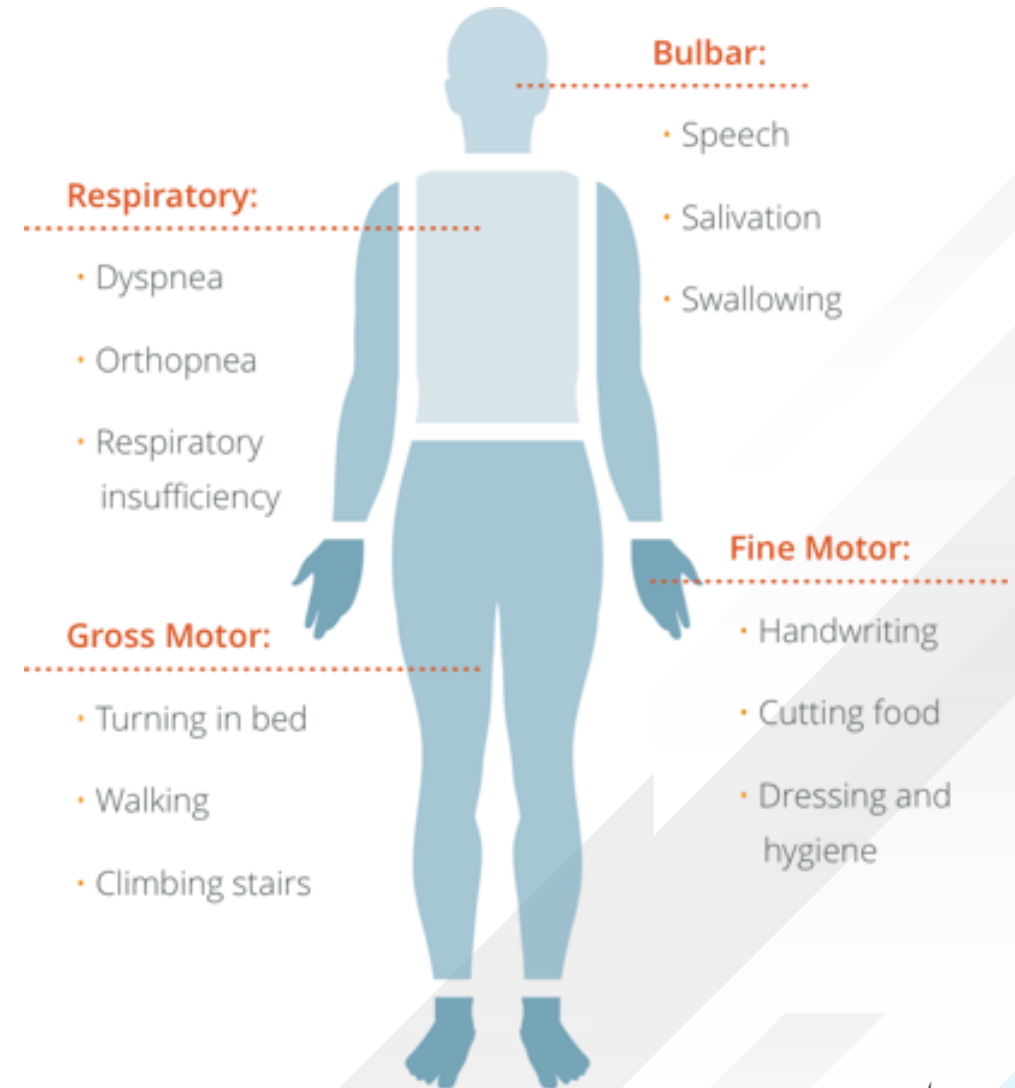 Bulbar:
• Speech
• Salivation
• Swallowing
Respiratory:
• Dyspnea
• Orthopnea
• Respiratory
insufficiency
Fine Motor:
• Handwriting
• Cutting food
• Dressing and
hygiene
Gross Motor:
• Turning in bed
• Walking
• Climbing stairs